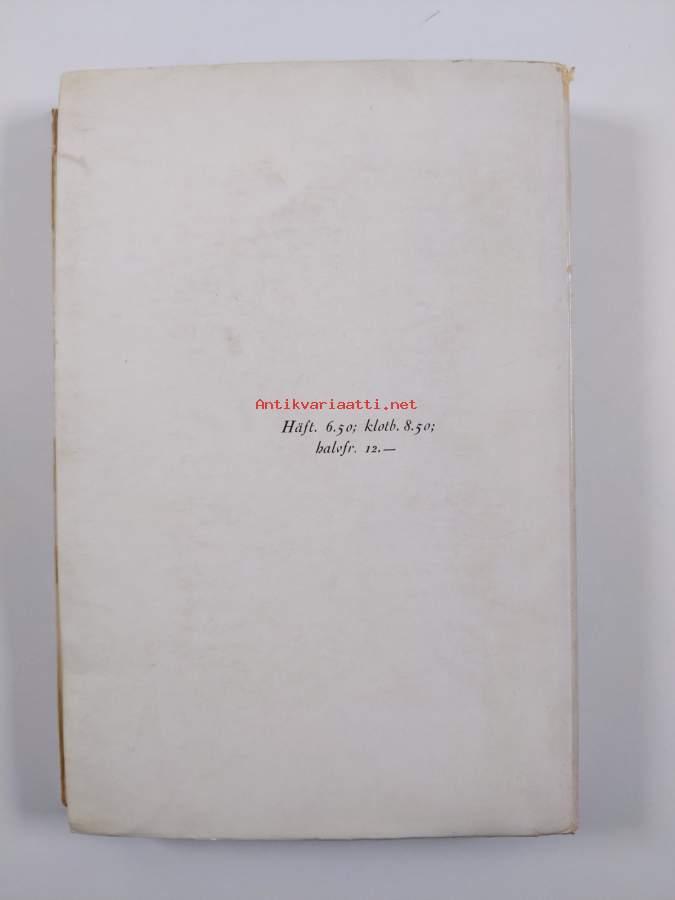 Antikvariaatti.net
Häft. 6.50; klotb. 8.50;
halvfr. 12.—